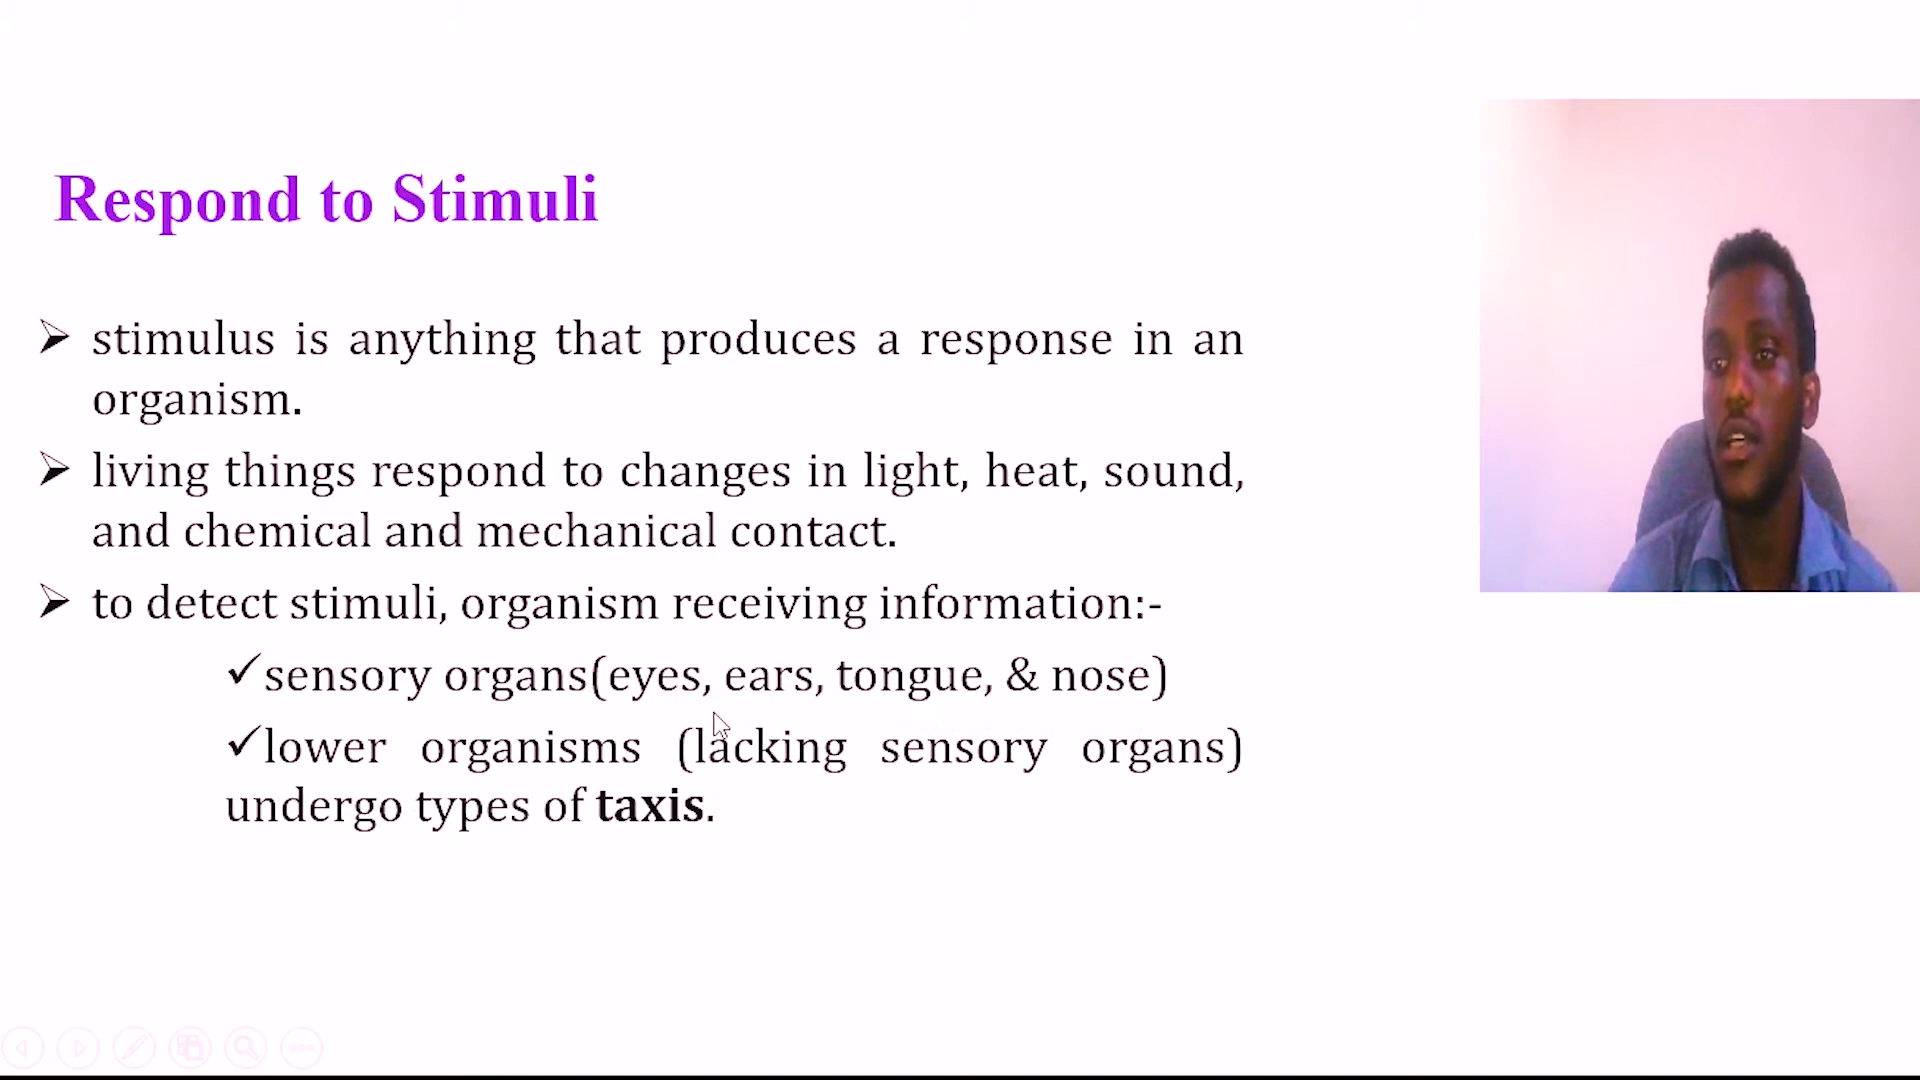 Respond to Stimuli
➢ stimulus is anything that produces a response in an
organism.
➢ living things respond to changes in light, heat, sound,
and chemical and mechanical contact.
➢ to detect stimuli, organism receiving information:-
✓sensory organs(eyes, ears, tongue, & nose)
✓lower organisms (lacking sensory organs)
undergo types of taxis.